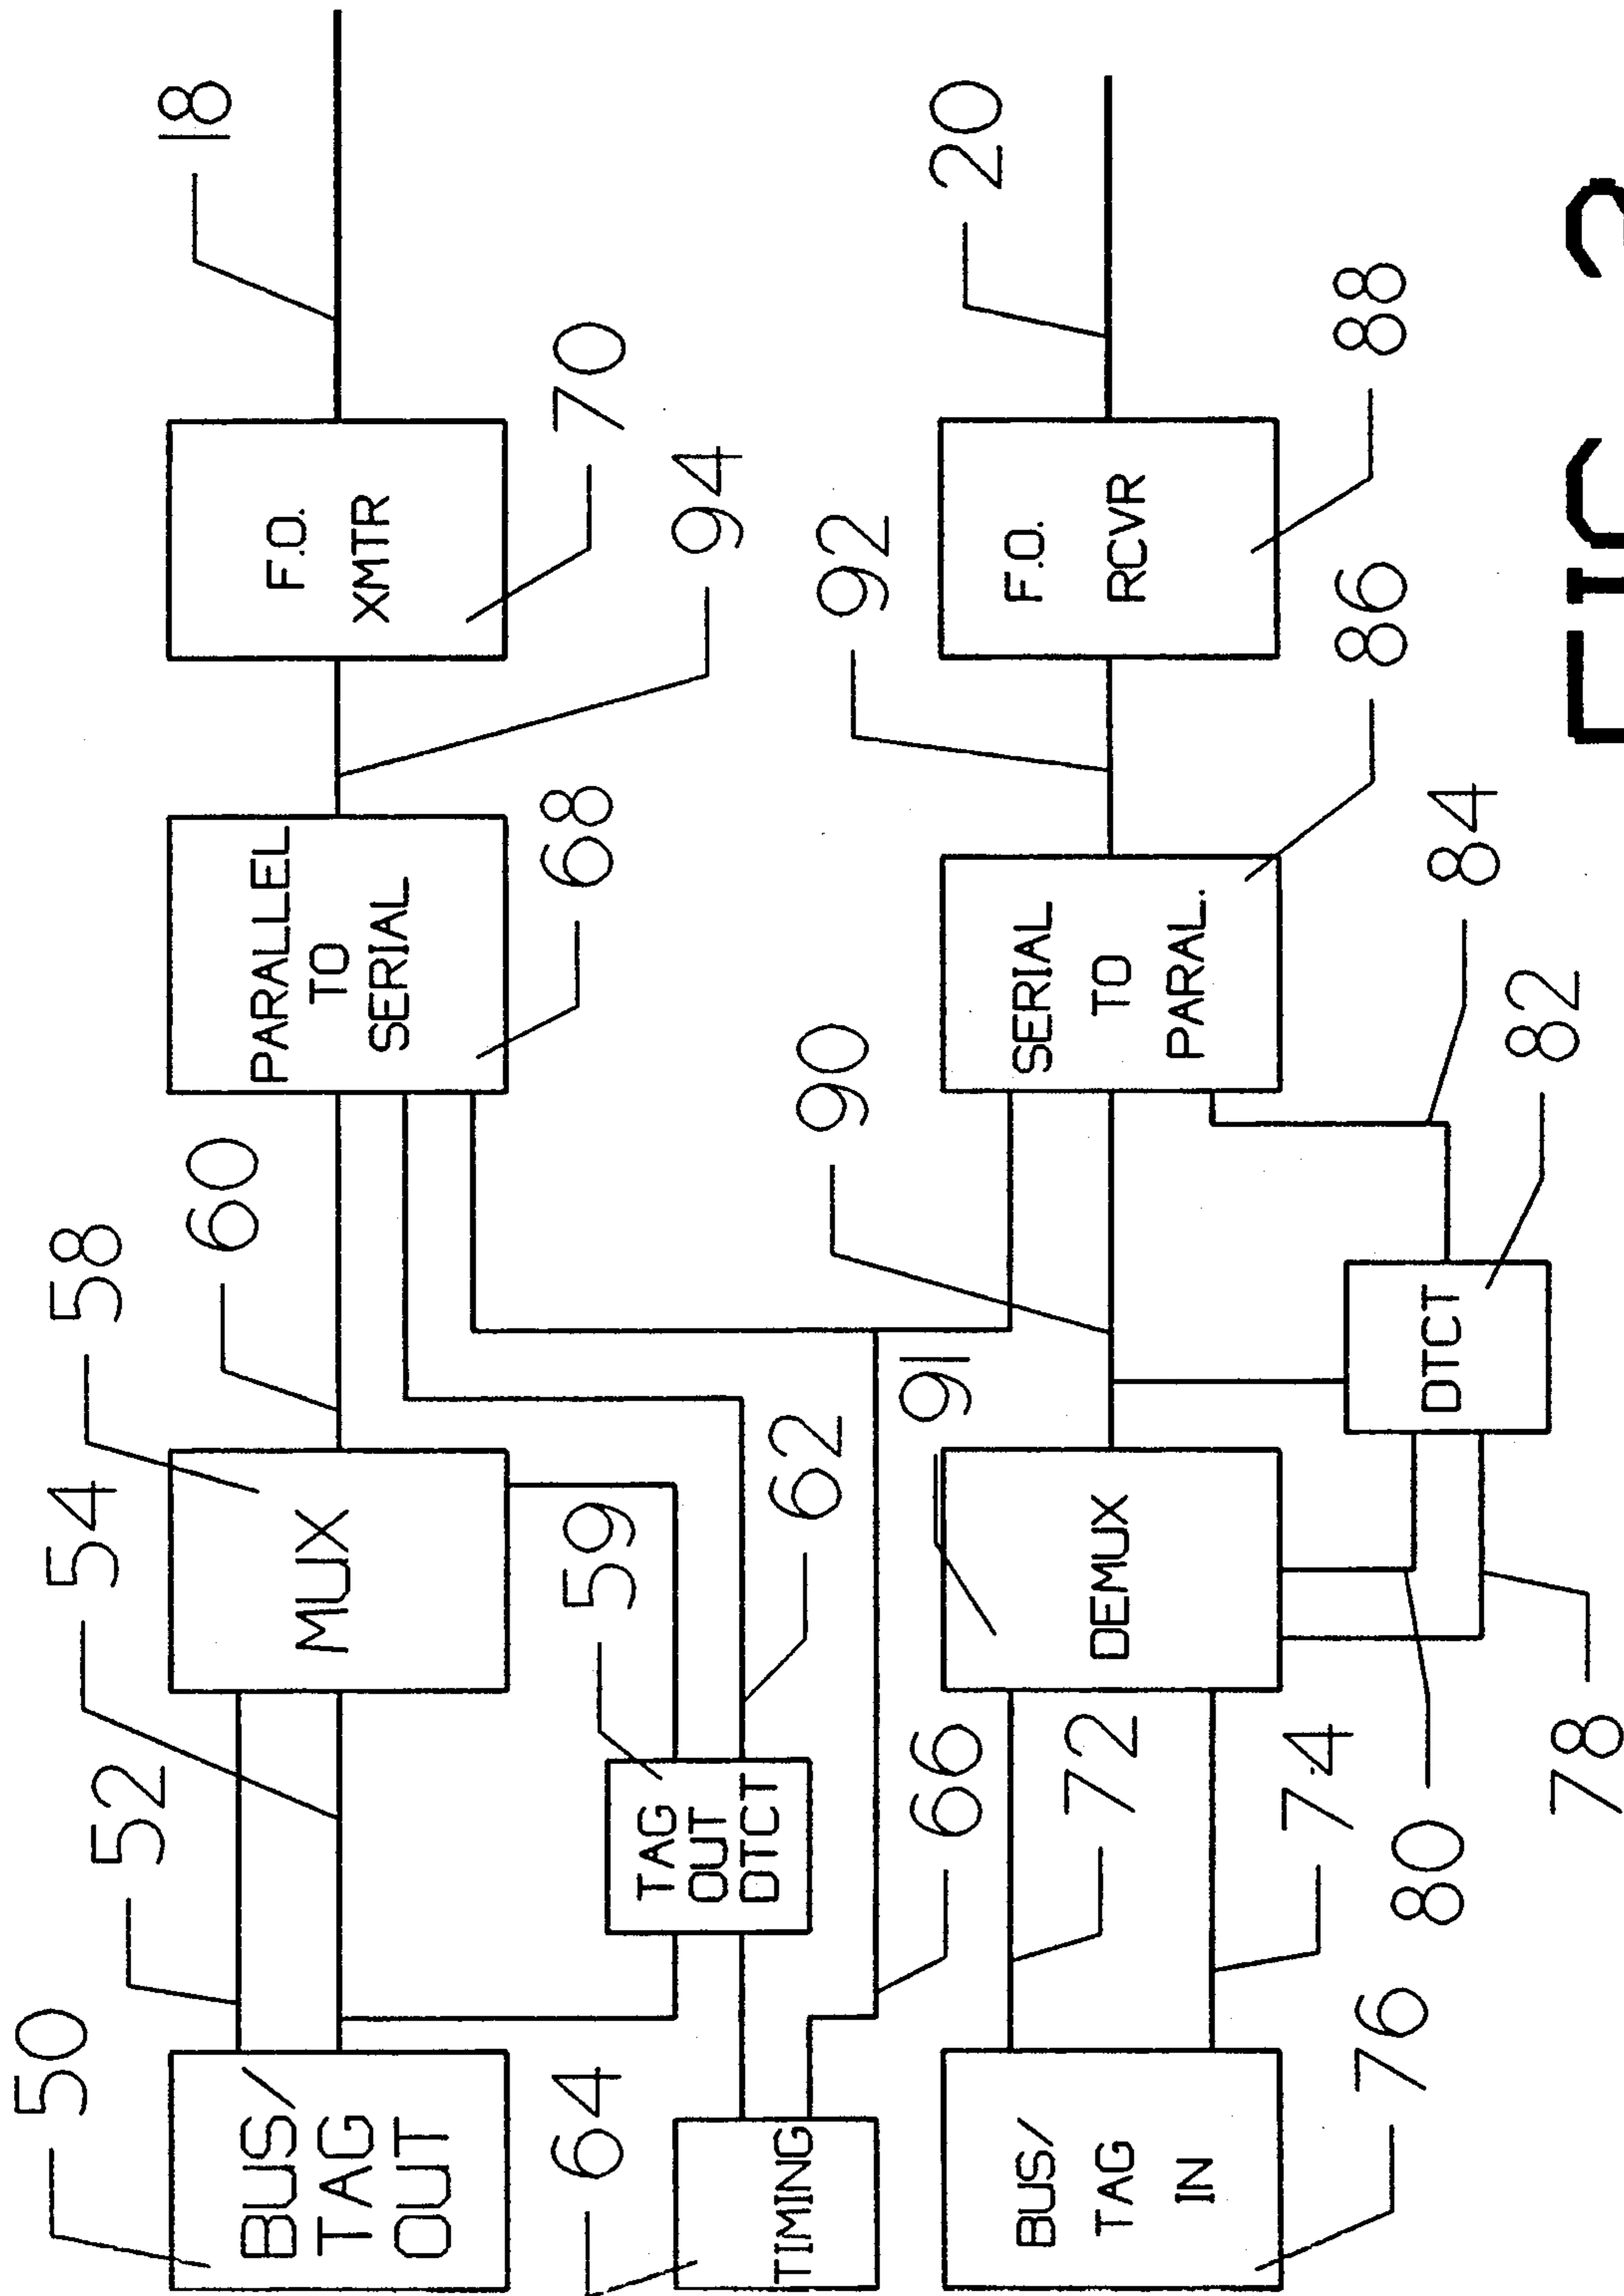 50
52
54
58
60
18
BUS/
TAG
OUT
MUX
PARALLEL
TO
SERIAL
F.O.
XMTR
64
59
68
70
TAG
OUT
DTCT
62
94
TIMING
66
91
90
92
20
BUS/
TAG
IN
72
DEMUX
SERIAL
TO
PARAL.
F.O.
RCVR
76
74
86
88
80
DTCT
84
78
82